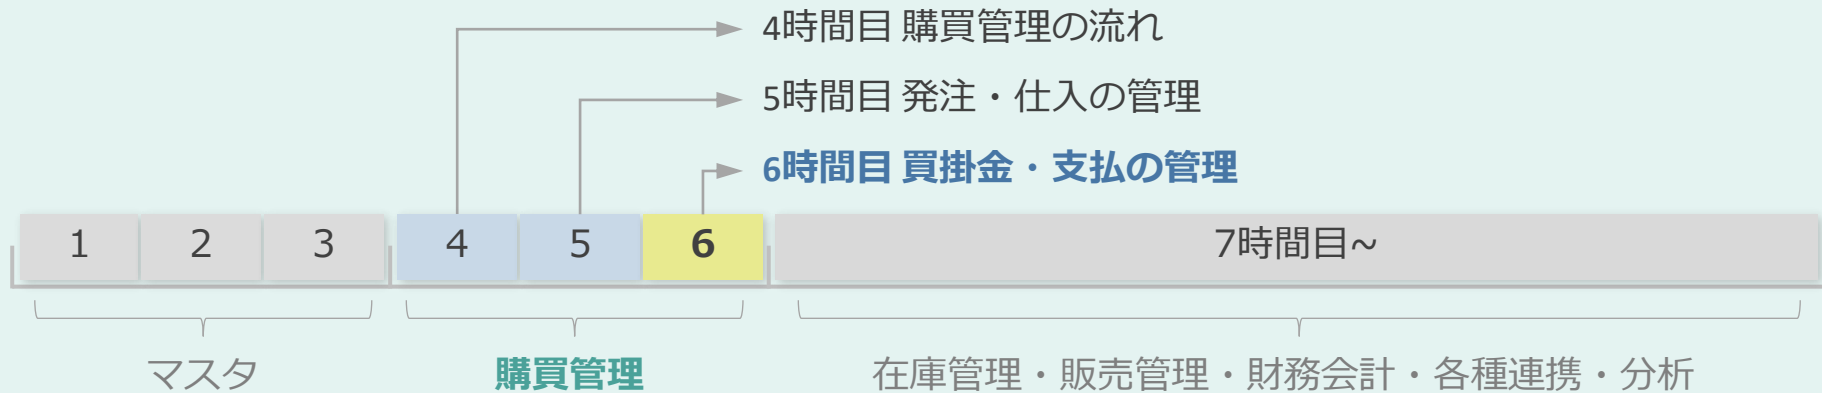 4時間目 購買管理の流れ
5時間目 発注・仕入の管理
6時間目 買掛金・支払の管理
1 2 3 4 5 6 7時間目~
マスタ 購買管理 在庫管理・販売管理・財務会計・各種連携・分析